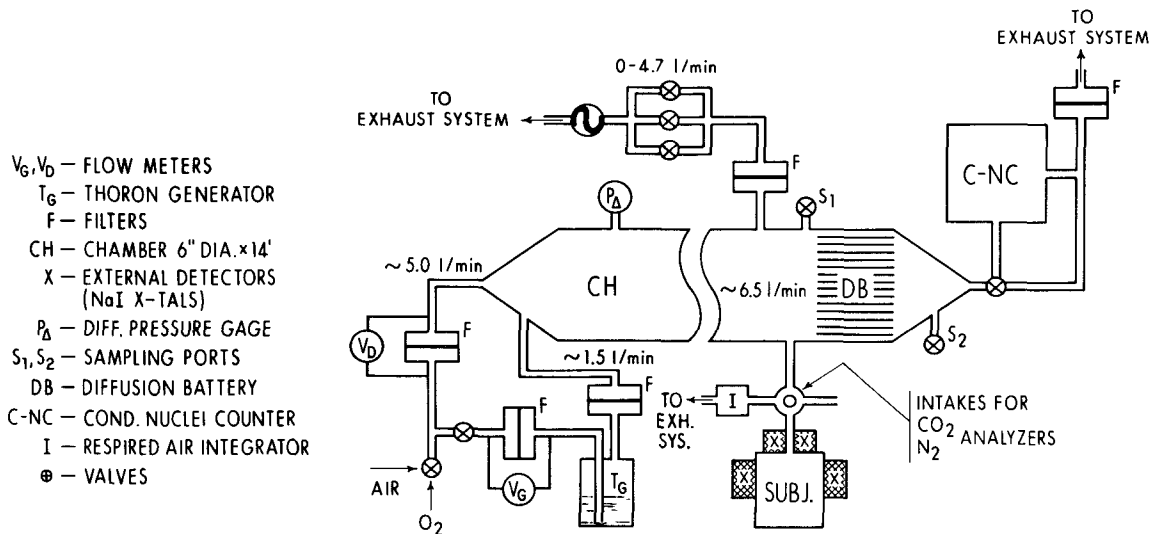 V_G, V_D — FLOW METERS
T_G — THORON GENERATOR
F — FILTERS
CH — CHAMBER 6" DIA. × 14'
X — EXTERNAL DETECTORS
(NaI X-TALS)
P_Δ — DIFF. PRESSURE GAGE
S_1, S_2 — SAMPLING PORTS
DB — DIFFUSION BATTERY
C-NC — COND. NUCLEI COUNTER
I — RESPIRED AIR INTEGRATOR
⊕ — VALVES
TO
EXHAUST SYSTEM
0-4.7 l/min
F
TO
EXHAUST SYSTEM
F
C-NC
P_Δ
S_1
~5.0 l/min
CH
~6.5 l/min
DB
S_2
V_D
F
~1.5 l/min
F
F
V_G
T_G
AIR
O_2
TO
EXH.
SYS.
I
X
X
X
X
SUBJ.
INTAKES FOR
CO_2
N_2
ANALYZERS